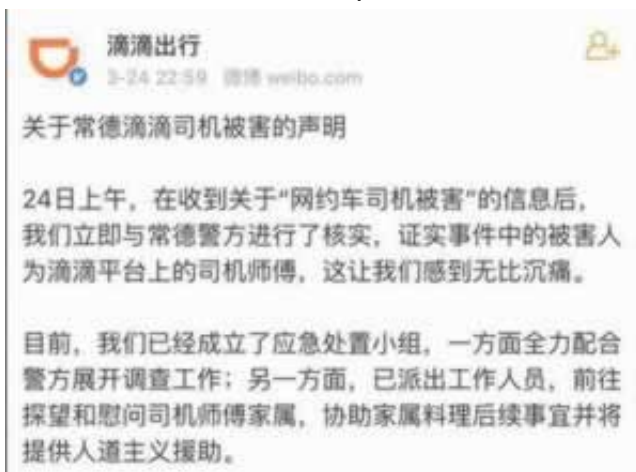 滴滴出行
3-24 22:59 微博 weibo.com
关于常德滴滴司机被害的声明
24日上午，在收到关于“网约车司机被害”的信息后，
我们立即与常德警方进行了核实，证实事件中的被害人
为滴滴平台上的司机师傅，这让我们感到无比沉痛。
目前，我们已经成立了应急处置小组，一方面全力配合
警方展开调查工作；另一方面，已派出工作人员，前往
探望和慰问司机师傅家属，协助家属料理后续事宜并将
提供人道主义援助。